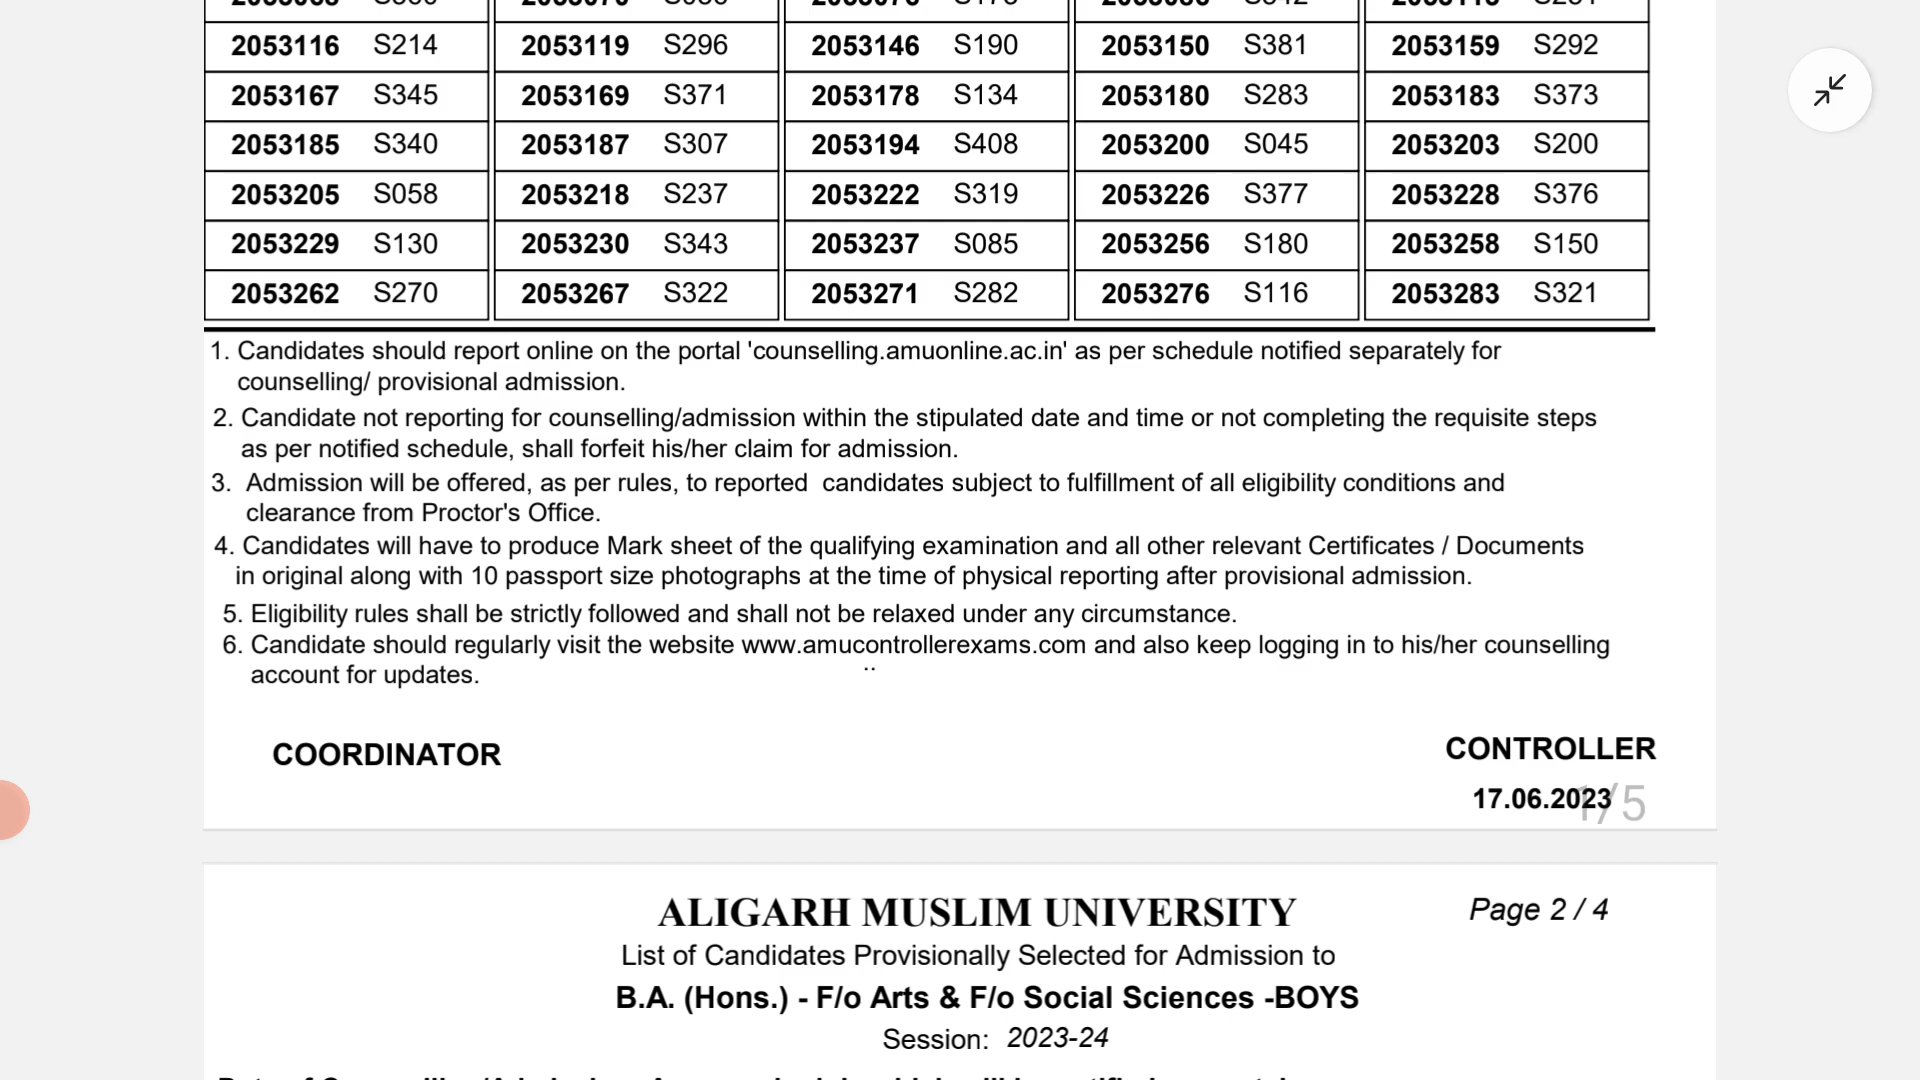 2053116 S214 2053119 S296 2053146 S190 2053150 S381 2053159 S292
2053167 S345 2053169 S371 2053178 S134 2053180 S283 2053183 S373
2053185 S340 2053187 S307 2053194 S408 2053200 S045 2053203 S200
2053205 S058 2053218 S237 2053222 S319 2053226 S377 2053228 S376
2053229 S130 2053230 S343 2053237 S085 2053256 S180 2053258 S150
2053262 S270 2053267 S322 2053271 S282 2053276 S116 2053283 S321
1. Candidates should report online on the portal 'counselling.amuonline.ac.in' as per schedule notified separately for
counselling/ provisional admission.
2. Candidate not reporting for counselling/admission within the stipulated date and time or not completing the requisite steps
as per notified schedule, shall forfeit his/her claim for admission.
3. Admission will be offered, as per rules, to reported candidates subject to fulfillment of all eligibility conditions and
clearance from Proctor's Office.
4. Candidates will have to produce Mark sheet of the qualifying examination and all other relevant Certificates / Documents
in original along with 10 passport size photographs at the time of physical reporting after provisional admission.
5. Eligibility rules shall be strictly followed and shall not be relaxed under any circumstance.
6. Candidate should regularly visit the website www.amucontrollerexams.com and also keep logging in to his/her counselling
account for updates. ..
COORDINATOR CONTROLLER
17.06.2023 1/5
ALIGARH MUSLIM UNIVERSITY Page 2 / 4
List of Candidates Provisionally Selected for Admission to
B.A. (Hons.) - F/o Arts & F/o Social Sciences -BOYS
Session: 2023-24